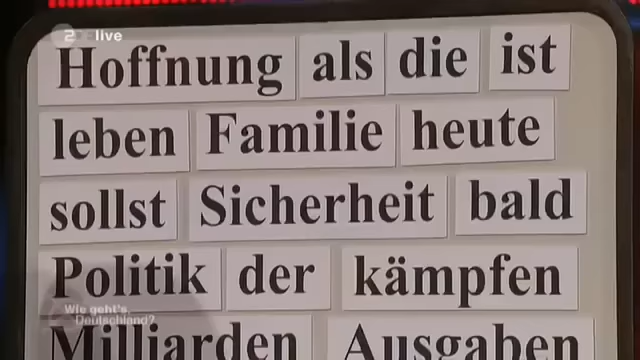 ZDF live
Hoffnung als die ist
leben Familie heute
sollst Sicherheit bald
Politik der kämpfen
Wie geht's,
Deutschland?
Milliarden Ausgaben